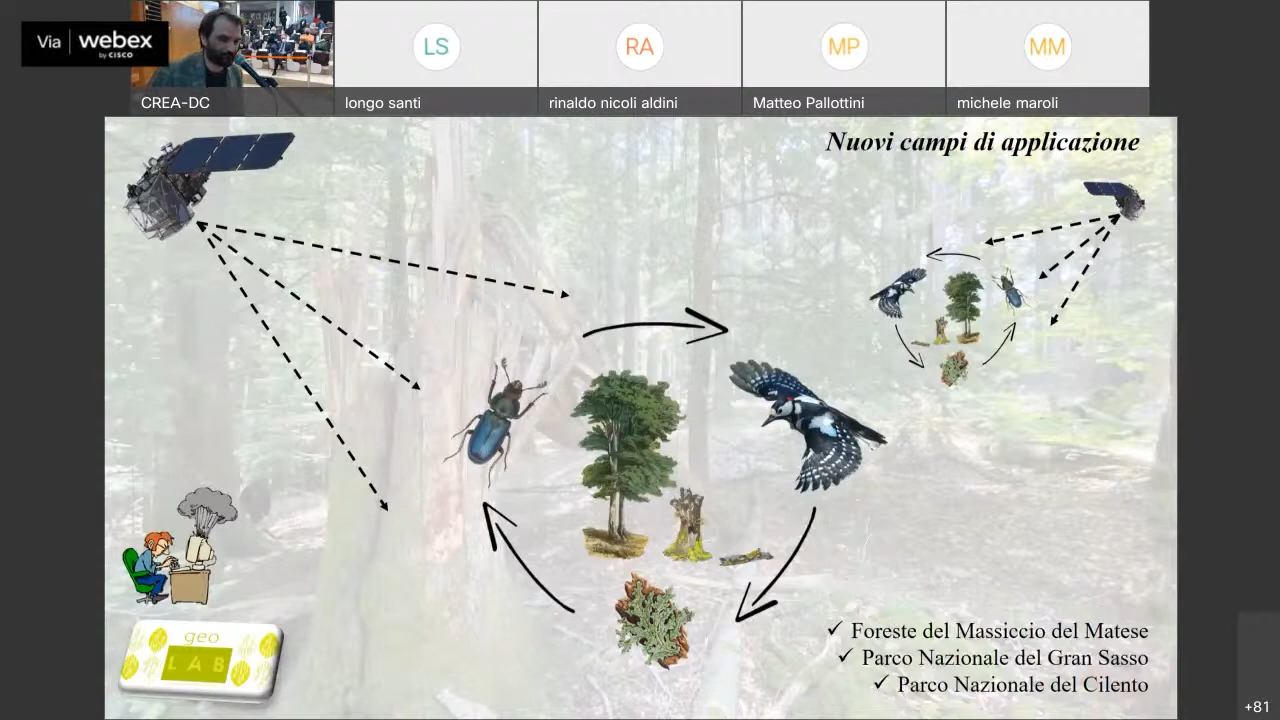 Via webex
by CISCO
LS
RA
MP
MM
CREA-DC
longo santi
rinaldo nicoli aldini
Matteo Pallottini
michele maroli
Nuovi campi di applicazione
geo
LAB
✓ Foreste del Massiccio del Matese
✓ Parco Nazionale del Gran Sasso
✓ Parco Nazionale del Cilento
+81